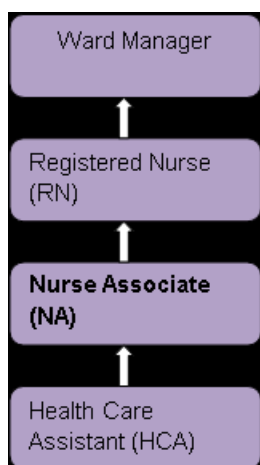 Ward Manager
Registered Nurse
(RN)
Nurse Associate
(NA)
Health Care
Assistant (HCA)